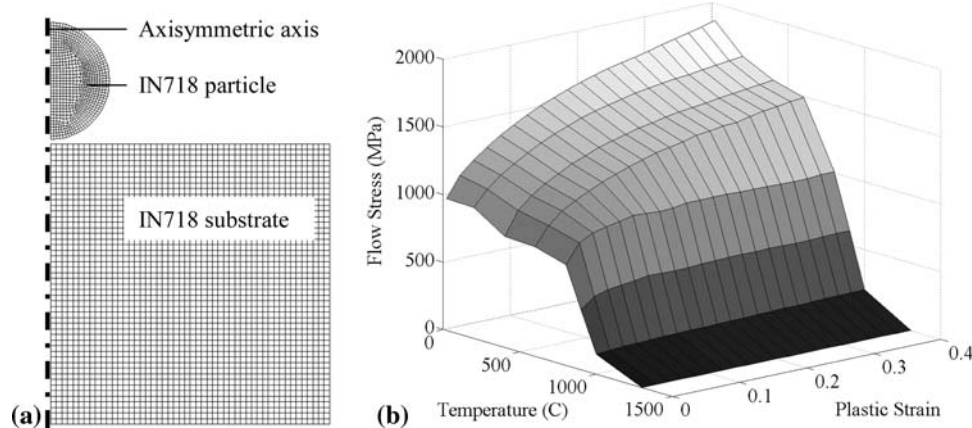 Axisymmetric axis
IN718 particle
IN718 substrate
(a)
2000
1500
1000
500
0
Flow Stress (MPa)
0
500
1000
1500
Temperature (C)
0
0.1
0.2
0.3
0.4
Plastic Strain
(b)